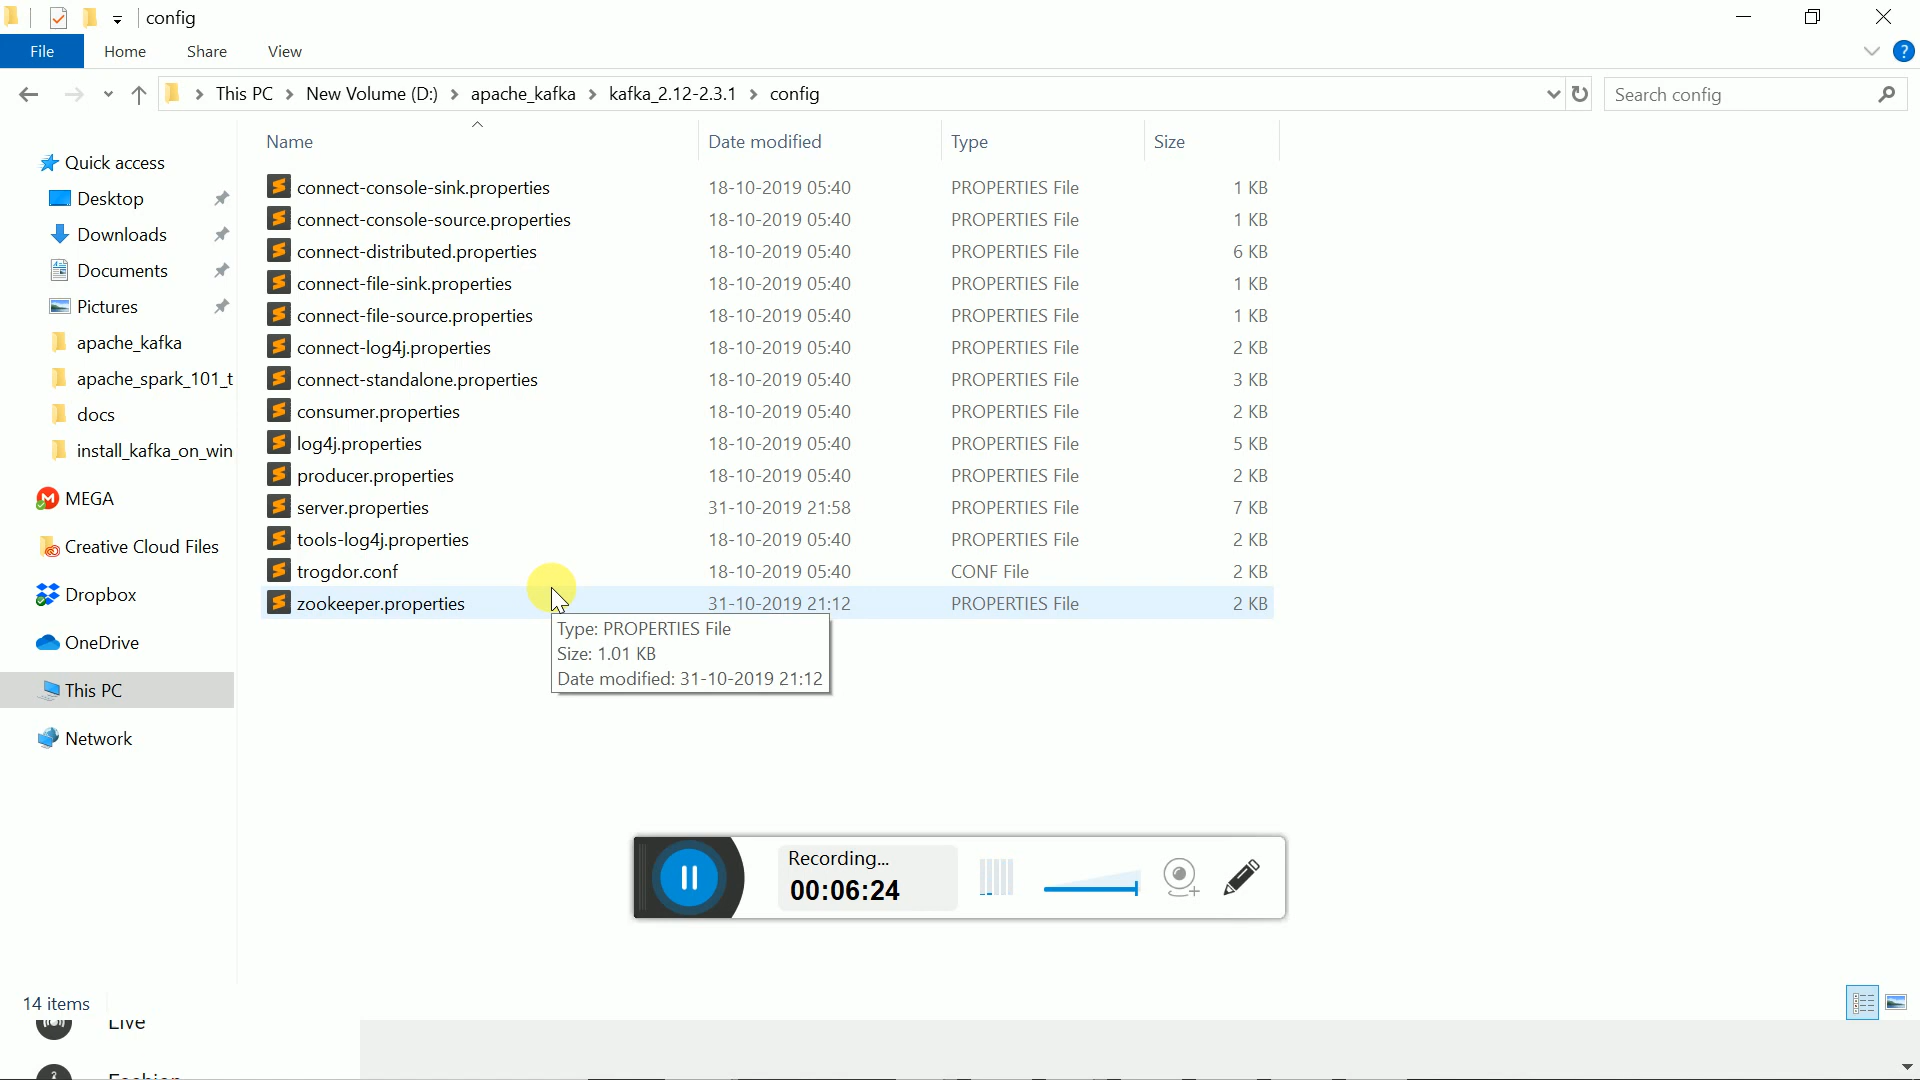 config
File Home Share View
This PC New Volume (D:) apache_kafka kafka_2.12-2.3.1 config
Search config
Name Date modified Type Size
Quick access
Desktop
Downloads
Documents
Pictures
apache_kafka
apache_spark_101_t
docs
install_kafka_on_win
MEGA
Creative Cloud Files
Dropbox
OneDrive
This PC
Network
connect-console-sink.properties 18-10-2019 05:40 PROPERTIES File 1 KB
connect-console-source.properties 18-10-2019 05:40 PROPERTIES File 1 KB
connect-distributed.properties 18-10-2019 05:40 PROPERTIES File 6 KB
connect-file-sink.properties 18-10-2019 05:40 PROPERTIES File 1 KB
connect-file-source.properties 18-10-2019 05:40 PROPERTIES File 1 KB
connect-log4j.properties 18-10-2019 05:40 PROPERTIES File 2 KB
connect-standalone.properties 18-10-2019 05:40 PROPERTIES File 3 KB
consumer.properties 18-10-2019 05:40 PROPERTIES File 2 KB
log4j.properties 18-10-2019 05:40 PROPERTIES File 5 KB
producer.properties 18-10-2019 05:40 PROPERTIES File 2 KB
server.properties 31-10-2019 21:58 PROPERTIES File 7 KB
tools-log4j.properties 18-10-2019 05:40 PROPERTIES File 2 KB
trogdor.conf 18-10-2019 05:40 CONF File 2 KB
zookeeper.properties 31-10-2019 21:12 PROPERTIES File 2 KB
Type: PROPERTIES File
Size: 1.01 KB
Date modified: 31-10-2019 21:12
Recording...
00:06:24
14 items
Live